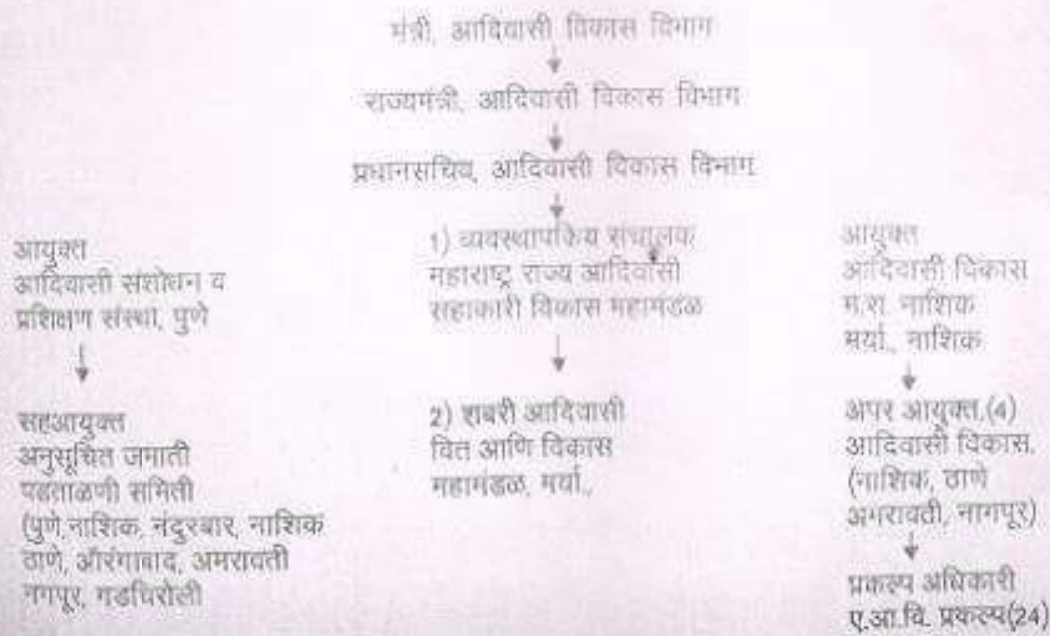 मंत्री, आदिवासी विकास विभाग
राज्यमंत्री, आदिवासी विकास विभाग
प्रधानसचिव, आदिवासी विकास विभाग
आयुक्त
आदिवासी संशोधन व
प्रशिक्षण संस्था, पुणे
सहआयुक्त
अनुसूचित जमाती
पडताळणी समिती
(पुणे,नाशिक, नंदुरबार, नाशिक
ठाणे, औरंगाबाद, अमरावती
नगपूर, गडचिरोली
1) व्यवस्थापकिय संचालक
महाराष्ट्र राज्य आदिवासी
सहाकारी विकास महामंडळ
2) शबरी आदिवासी
वित आणि विकास
महामंडळ, मर्या.,
आयुक्त
आदिवासी विकास
म.रा. नाशिक
मर्या., नाशिक
अपर आयुक्त.(4)
आदिवासी विकास.
(नाशिक, ठाणे
अगरावती, नागपूर)
प्रकल्प अधिकारी
ए.आ.वि. प्रकल्प(24)